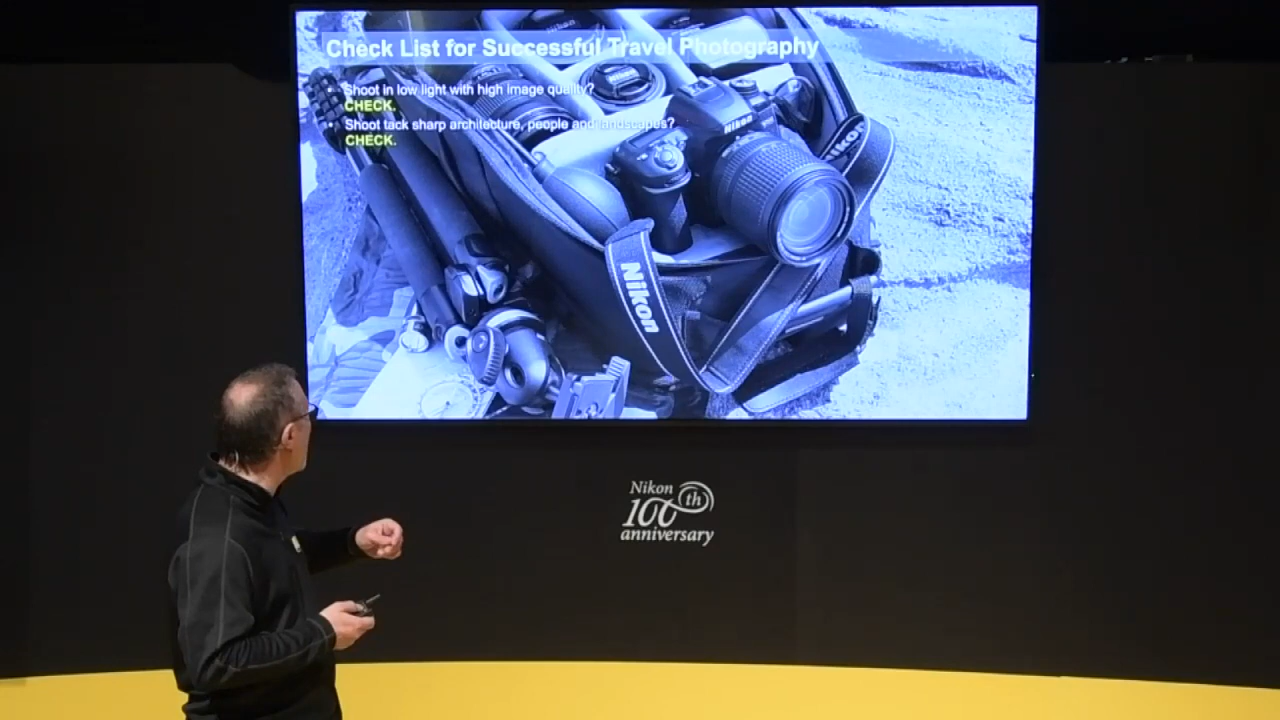 Nikon
Check List for Successful Travel Photography
• Shoot in low light with high image quality?
CHECK.
• Shoot tack sharp architecture, people and landscapes?
CHECK.
Nikon
Nikon
Nikon
Nikon
100th
anniversary